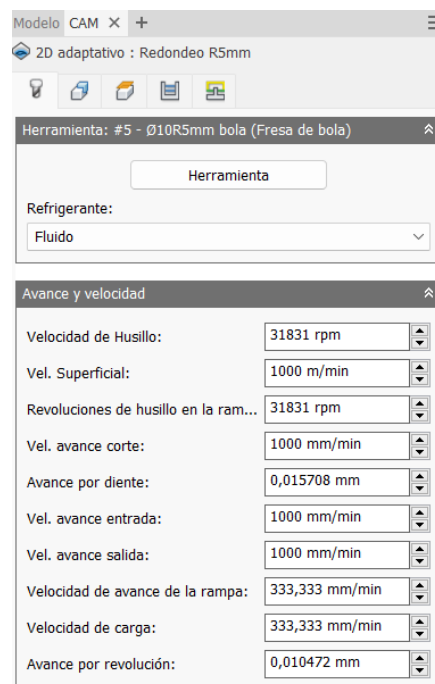 Modelo CAM × +
2D adaptativo : Redondeo R5mm
Herramienta: #5 - Ø10R5mm bola (Fresa de bola)
Herramienta
Refrigerante:
Fluido
Avance y velocidad
Velocidad de Husillo: 31831 rpm
Vel. Superficial: 1000 m/min
Revoluciones de husillo en la ram... 31831 rpm
Vel. avance corte: 1000 mm/min
Avance por diente: 0,015708 mm
Vel. avance entrada: 1000 mm/min
Vel. avance salida: 1000 mm/min
Velocidad de avance de la rampa: 333,333 mm/min
Velocidad de carga: 333,333 mm/min
Avance por revolución: 0,010472 mm